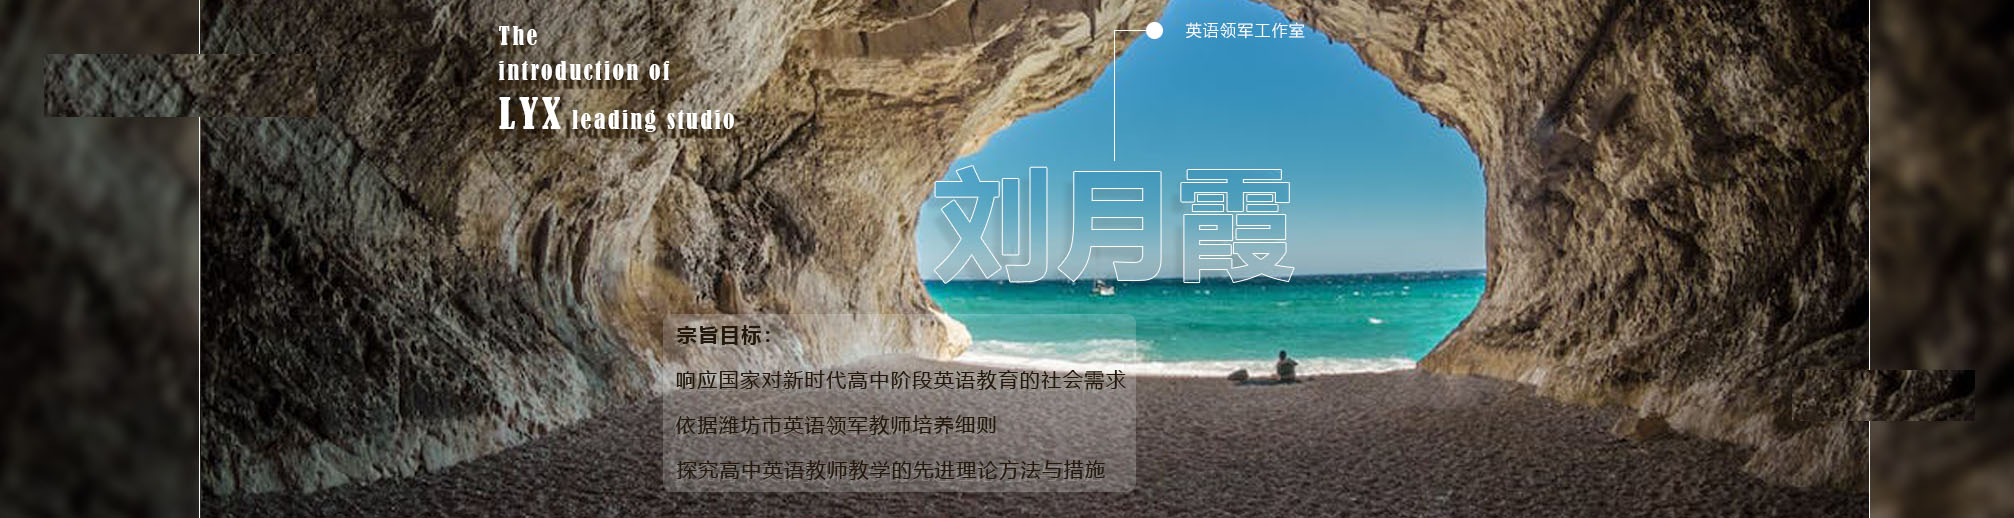 The
introduction of
LYX leading studio
英语领军工作室
刘月霞
宗旨目标：
响应国家对新时代高中阶段英语教育的社会需求
依据潍坊市英语领军教师培养细则
探究高中英语教师教学的先进理论方法与措施